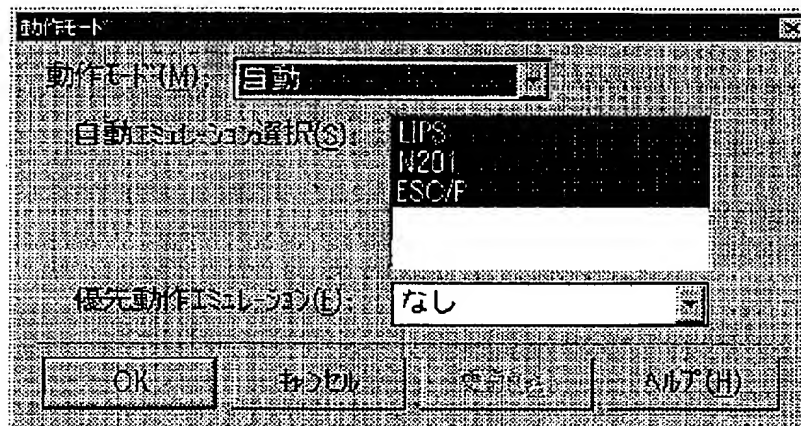 動作モード
動作モード(M): 自動
自動エミュレーション選択(S): LIPS
N201
ESC/P
優先動作エミュレーション(E): なし
OK キャンセル ヘルプ(H)